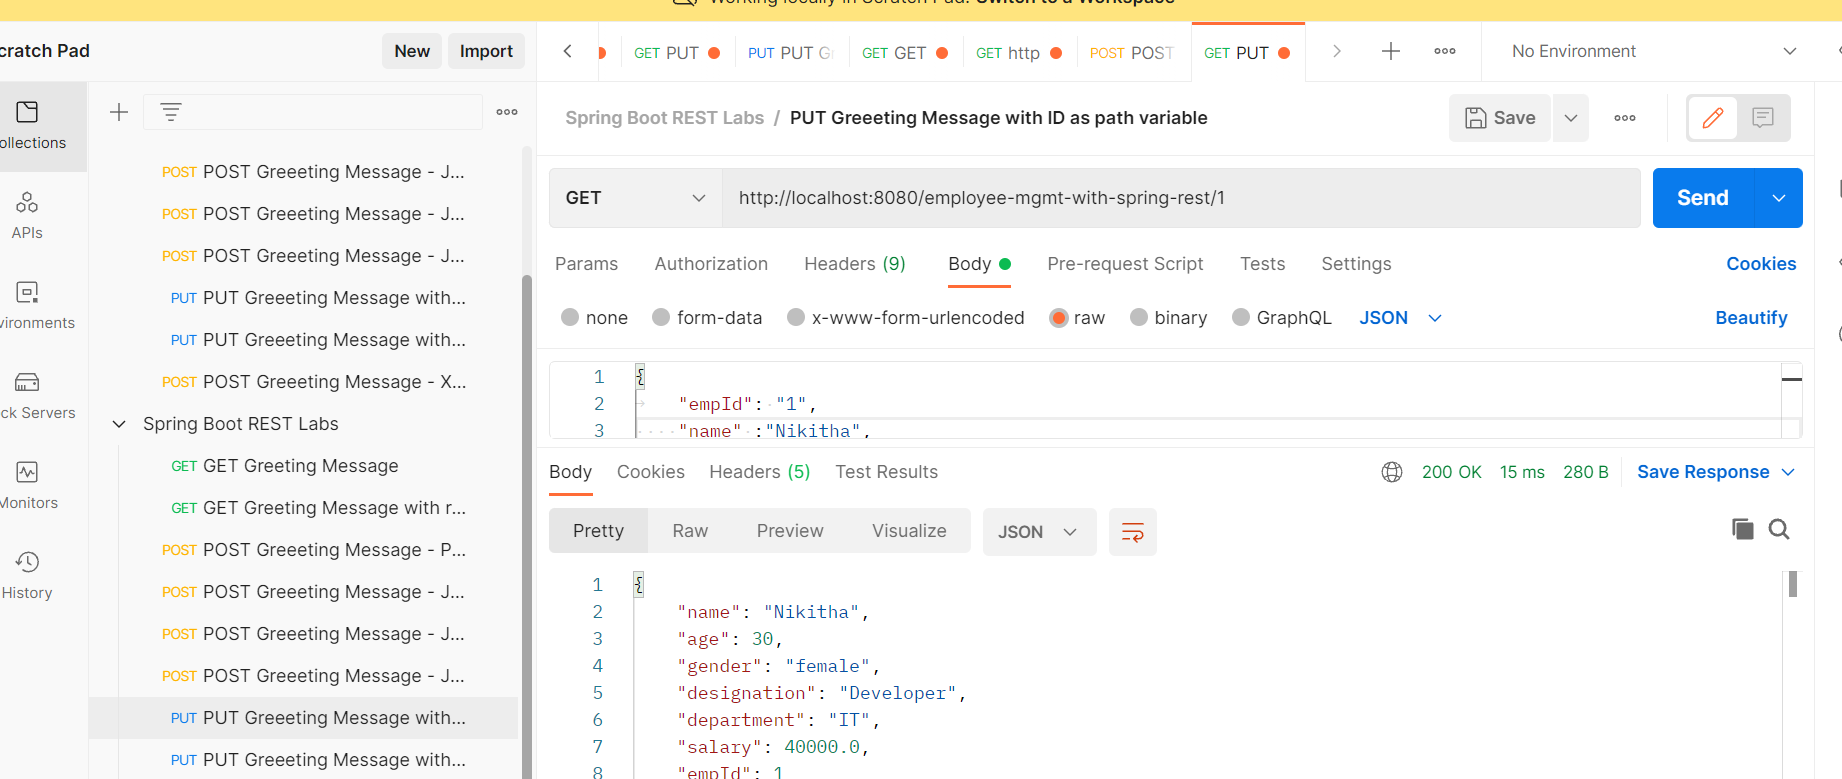 Working locally in Scratch Pad. Switch to a Workspace
cratch Pad
New
Import
GET PUT
PUT PUT Gr
GET GET
GET http
POST POST
GET PUT
No Environment
ollections
APIs
vironments
ck Servers
Monitors
History
POST POST Greeeting Message - J...
POST POST Greeeting Message - J...
POST POST Greeeting Message - J...
PUT PUT Greeeting Message with...
PUT PUT Greeeting Message with...
POST POST Greeeting Message - X...
Spring Boot REST Labs
GET GET Greeting Message
GET GET Greeting Message with r...
POST POST Greeeting Message - P...
POST POST Greeeting Message - J...
POST POST Greeeting Message - J...
POST POST Greeeting Message - J...
PUT PUT Greeeting Message with...
PUT PUT Greeeting Message with...
Spring Boot REST Labs / PUT Greeeting Message with ID as path variable
Save
GET
http://localhost:8080/employee-mgmt-with-spring-rest/1
Send
Params Authorization Headers (9) Body Pre-request Script Tests Settings Cookies
none form-data x-www-form-urlencoded raw binary GraphQL JSON Beautify
1 {
2 "empId": "1",
3 "name" :"Nikitha",
Body Cookies Headers (5) Test Results 200 OK 15 ms 280 B Save Response
Pretty Raw Preview Visualize JSON
1 {
2 "name": "Nikitha",
3 "age": 30,
4 "gender": "female",
5 "designation": "Developer",
6 "department": "IT",
7 "salary": 40000.0,
8 "empId": 1